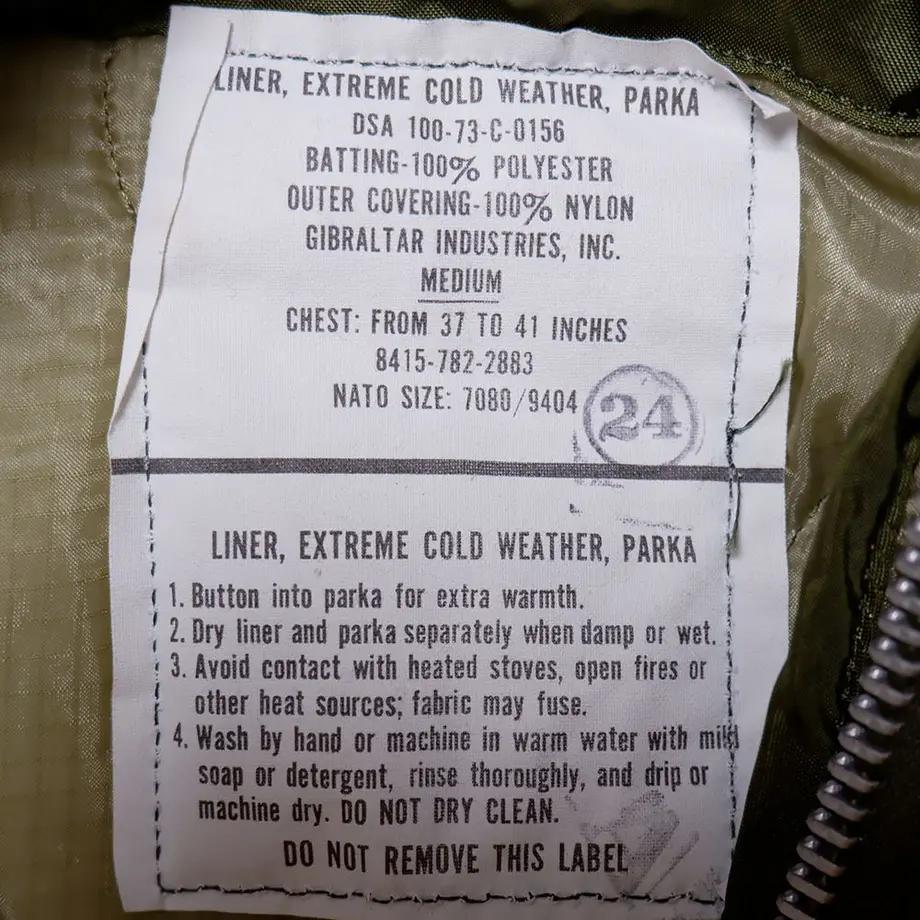 LINER, EXTREME COLD WEATHER, PARKA
DSA 100-73-C-0156
BATTING-100% POLYESTER
OUTER COVERING-100% NYLON
GIBRALTAR INDUSTRIES, INC.
MEDIUM
CHEST: FROM 37 TO 41 INCHES
8415-782-2883
NATO SIZE: 7080/9404
24
LINER, EXTREME COLD WEATHER, PARKA
1. Button into parka for extra warmth.
2. Dry liner and parka separately when damp or wet.
3. Avoid contact with heated stoves, open fires or
other heat sources; fabric may fuse.
4. Wash by hand or machine in warm water with mild
soap or detergent, rinse thoroughly, and drip or
machine dry. DO NOT DRY CLEAN.
DO NOT REMOVE THIS LABEL